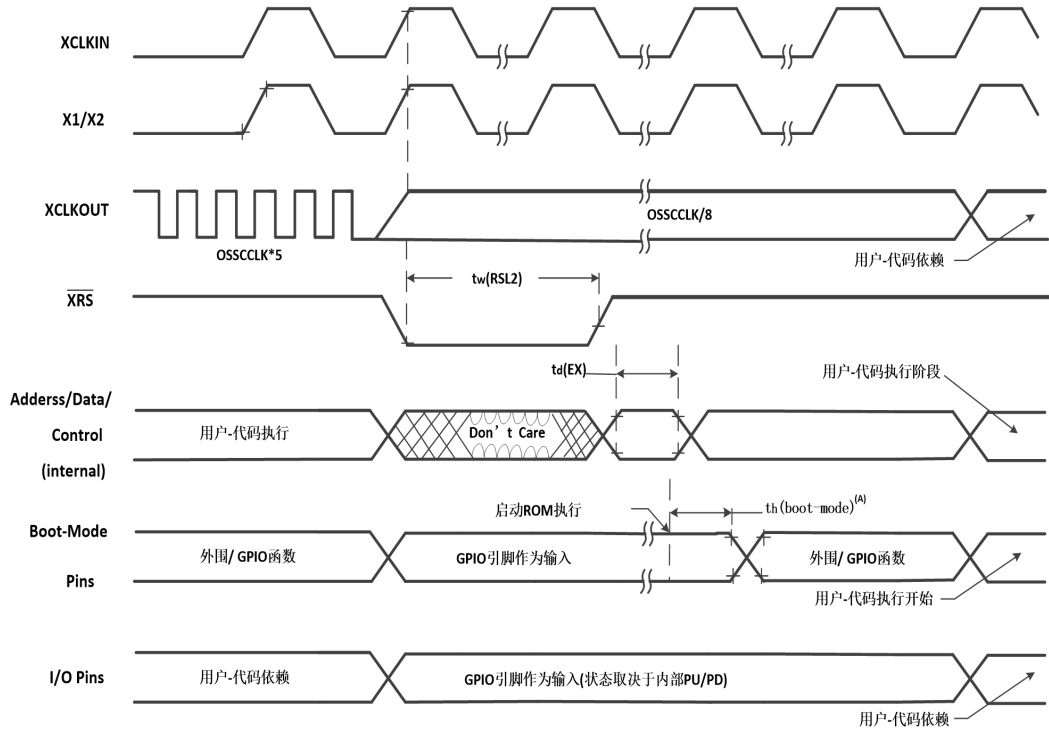 XCLKIN
X1/X2
XCLKOUT
OSSCCLK*5
OSSCCLK/8
用户-代码依赖
XRS
tw(RSL2)
td(EX)
用户-代码执行阶段
Adderss/Data/
Control
(internal)
用户-代码执行
Don't Care
启动ROM执行
th(boot-mode)(A)
Boot-Mode
Pins
外围/ GPIO函数
GPIO引脚作为输入
外围/ GPIO函数
用户-代码执行开始
I/O Pins
用户-代码依赖
GPIO引脚作为输入(状态取决于内部PU/PD)
用户-代码依赖